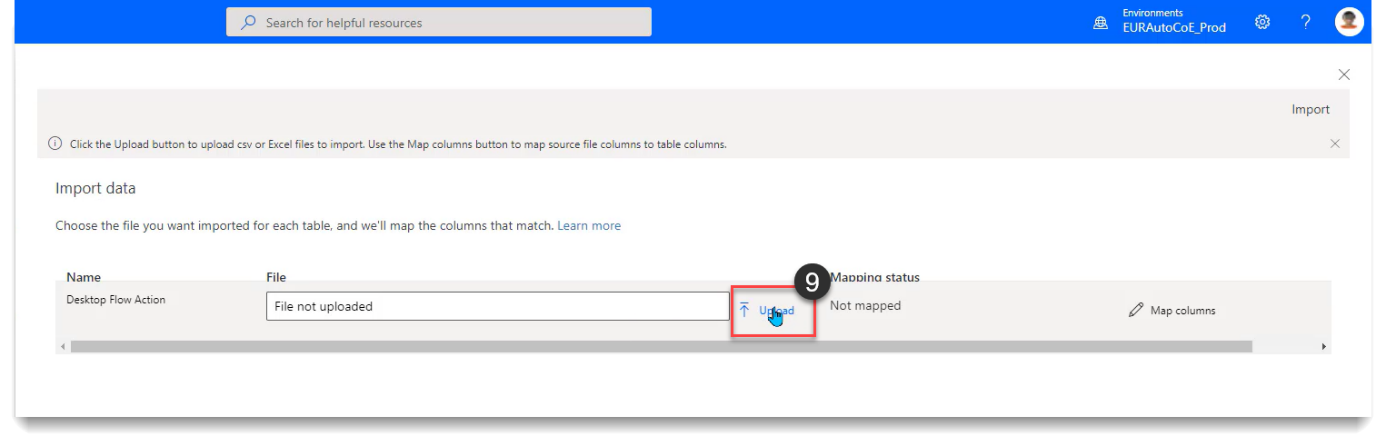 Search for helpful resources
Environments
EURAutoCoE_Prod
?
Import
Click the Upload button to upload csv or Excel files to import. Use the Map columns button to map source file columns to table columns.
Import data
Choose the file you want imported for each table, and we'll map the columns that match. Learn more
Name File Mapping status
9
Desktop Flow Action File not uploaded Upload Not mapped Map columns